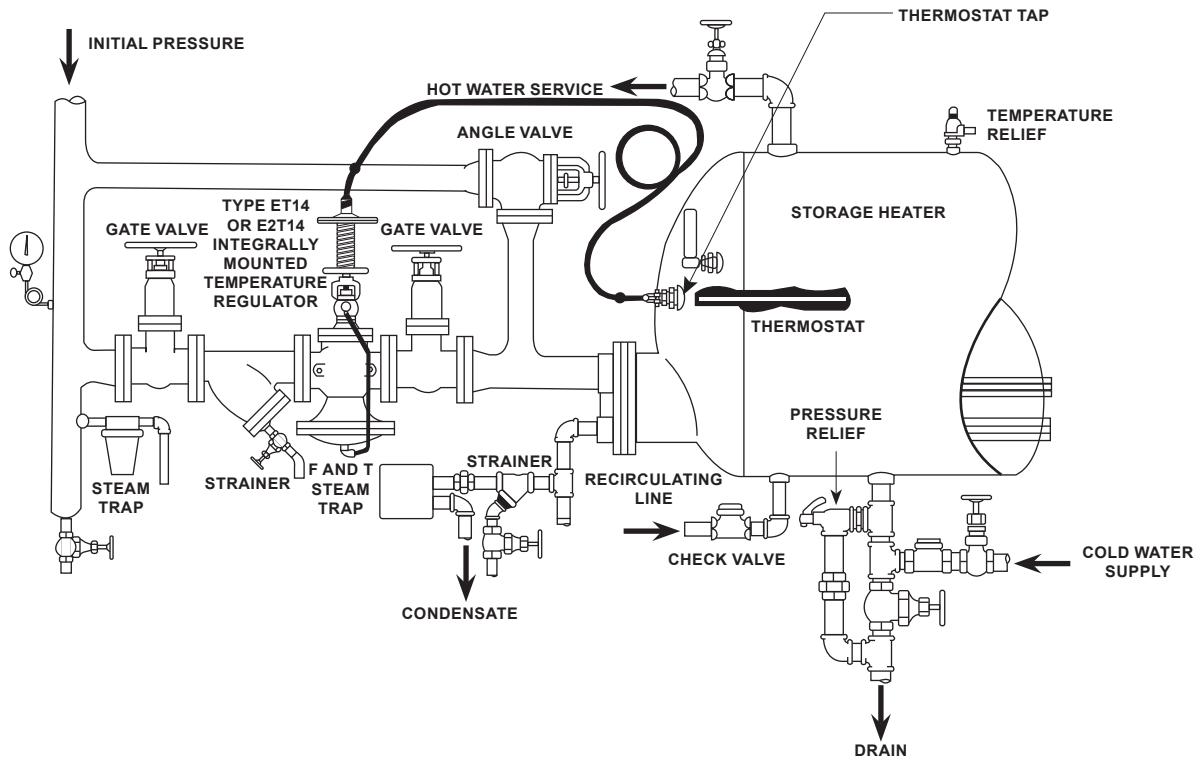 THERMOSTAT TAP
INITIAL PRESSURE
HOT WATER SERVICE
TEMPERATURE
RELIEF
ANGLE VALVE
TYPE ET14
OR E2T14
INTEGRALLY
MOUNTED
TEMPERATURE
REGULATOR
GATE VALVE
GATE VALVE
STORAGE HEATER
THERMOSTAT
PRESSURE
RELIEF
STEAM
TRAP
STRAINER
F AND T
STEAM
TRAP
STRAINER
RECIRCULATING
LINE
CHECK VALVE
COLD WATER
SUPPLY
CONDENSATE
DRAIN